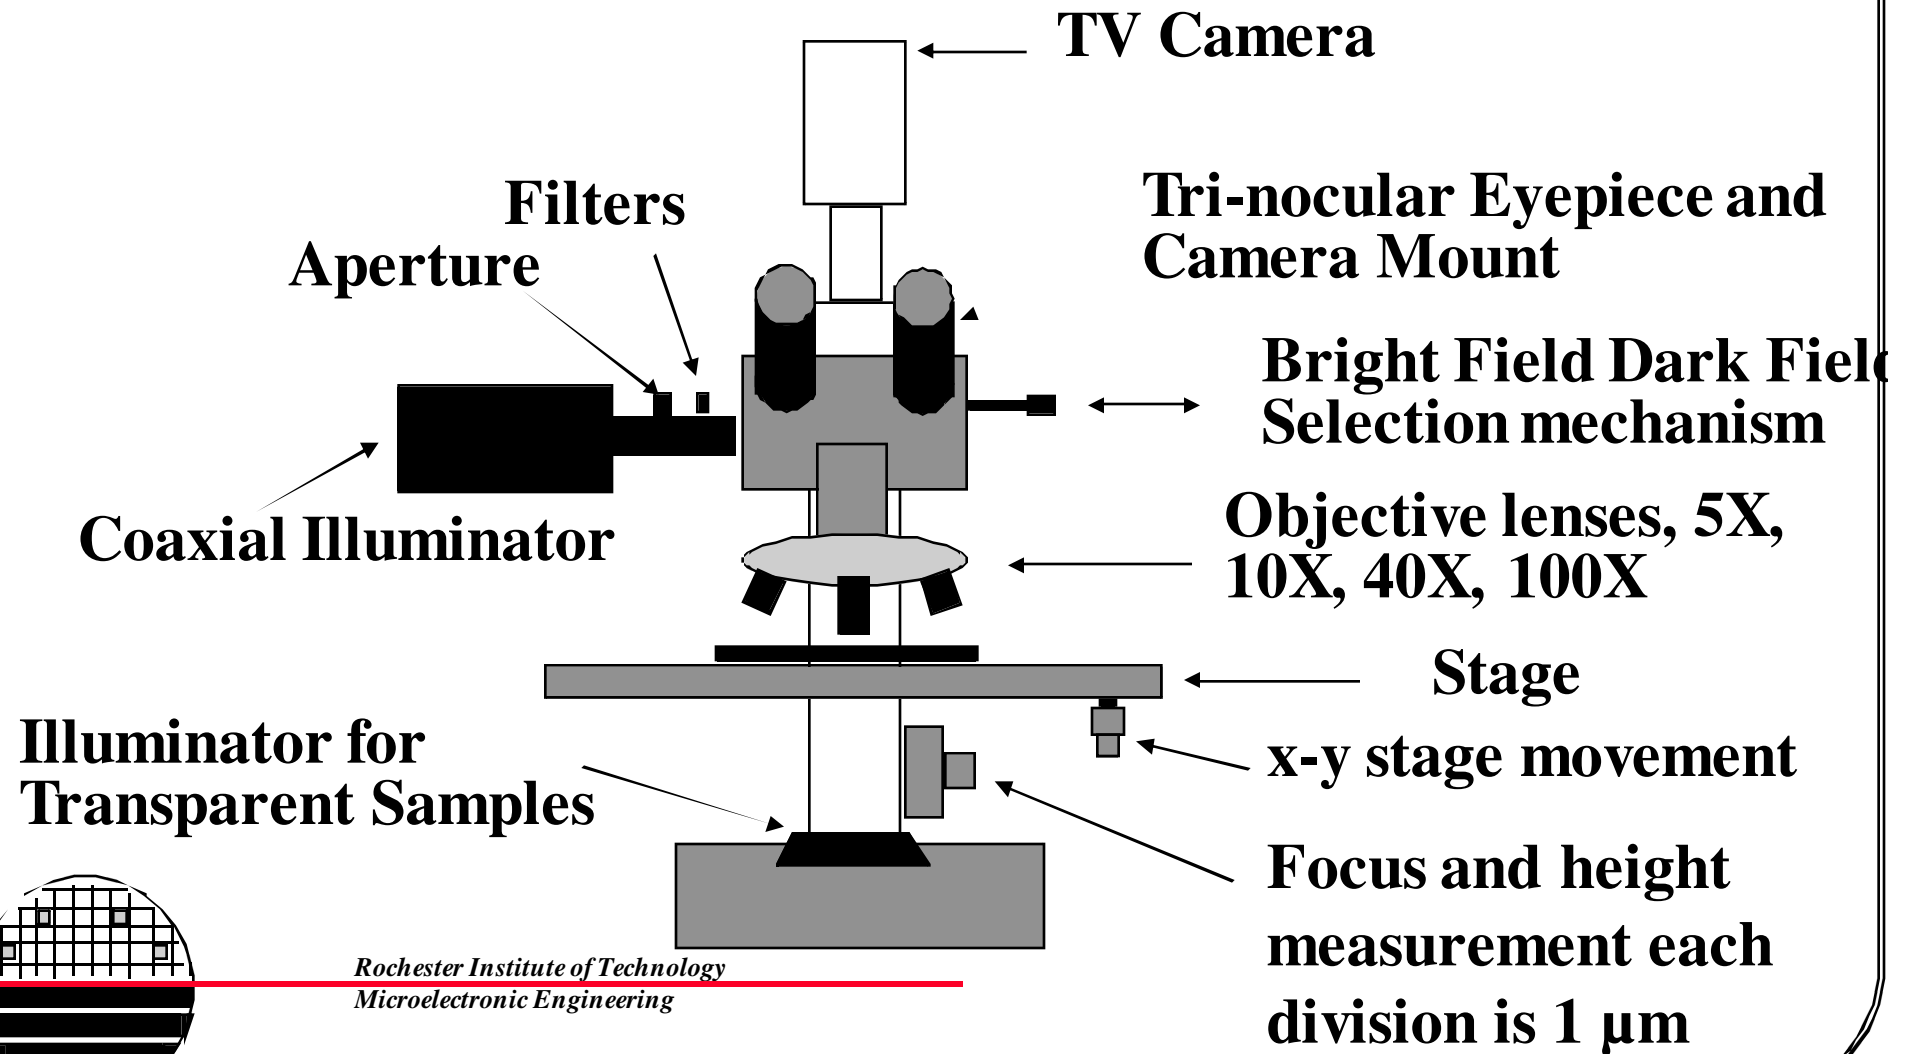 TV Camera
Tri-nocular Eyepiece and
Camera Mount
Filters
Aperture
Bright Field Dark Field
Selection mechanism
Coaxial Illuminator
Objective lenses, 5X,
10X, 40X, 100X
Stage
Illuminator for
Transparent Samples
x-y stage movement
Focus and height
measurement each
division is 1 µm
Rochester Institute of Technology
Microelectronic Engineering